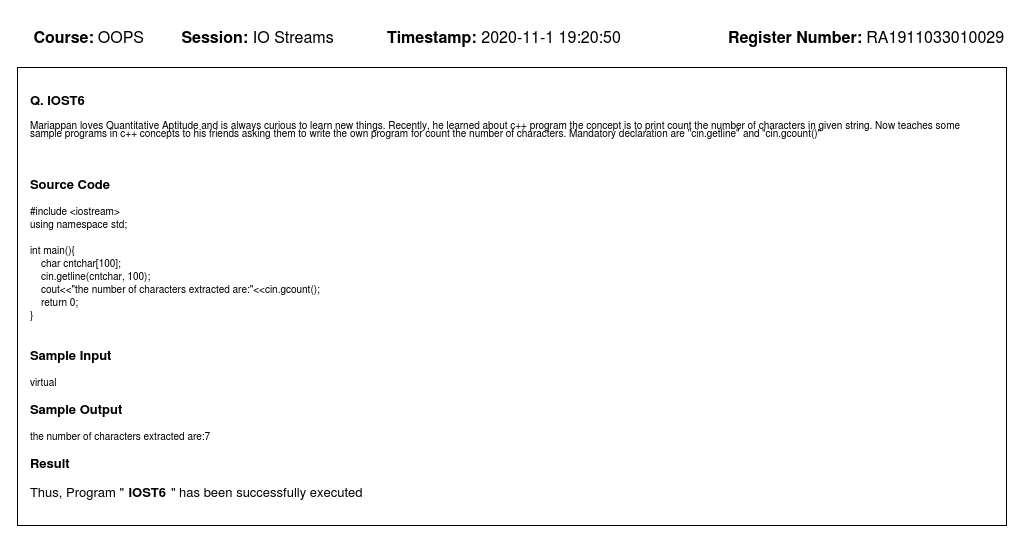 Course: OOPS Session: IO Streams Timestamp: 2020-11-1 19:20:50 Register Number: RA1911033010029
Q. IOST6
Mariappan loves Quantitative Aptitude and is always curious to learn new things. Recently, he learned about c++ program the concept is to print count the number of characters in given string. Now teaches some
sample programs in c++ concepts to his friends asking them to write the own program for count the number of characters. Mandatory declaration are "cin.getline" and "cin.gcount()"
Source Code
#include <iostream>
using namespace std;
int main(){
char cntchar[100];
cin.getline(cntchar, 100);
cout<<"the number of characters extracted are:"<<cin.gcount();
return 0;
}
Sample Input
virtual
Sample Output
the number of characters extracted are:7
Result
Thus, Program " IOST6 " has been successfully executed